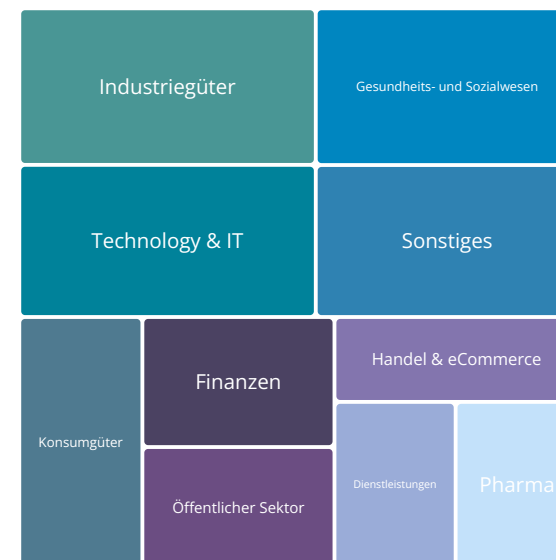 Industriegüter
Gesundheits- und Sozialwesen
Technology & IT
Sonstiges
Handel & eCommerce
Finanzen
Konsumgüter
Dienstleistungen
Pharma
Öffentlicher Sektor